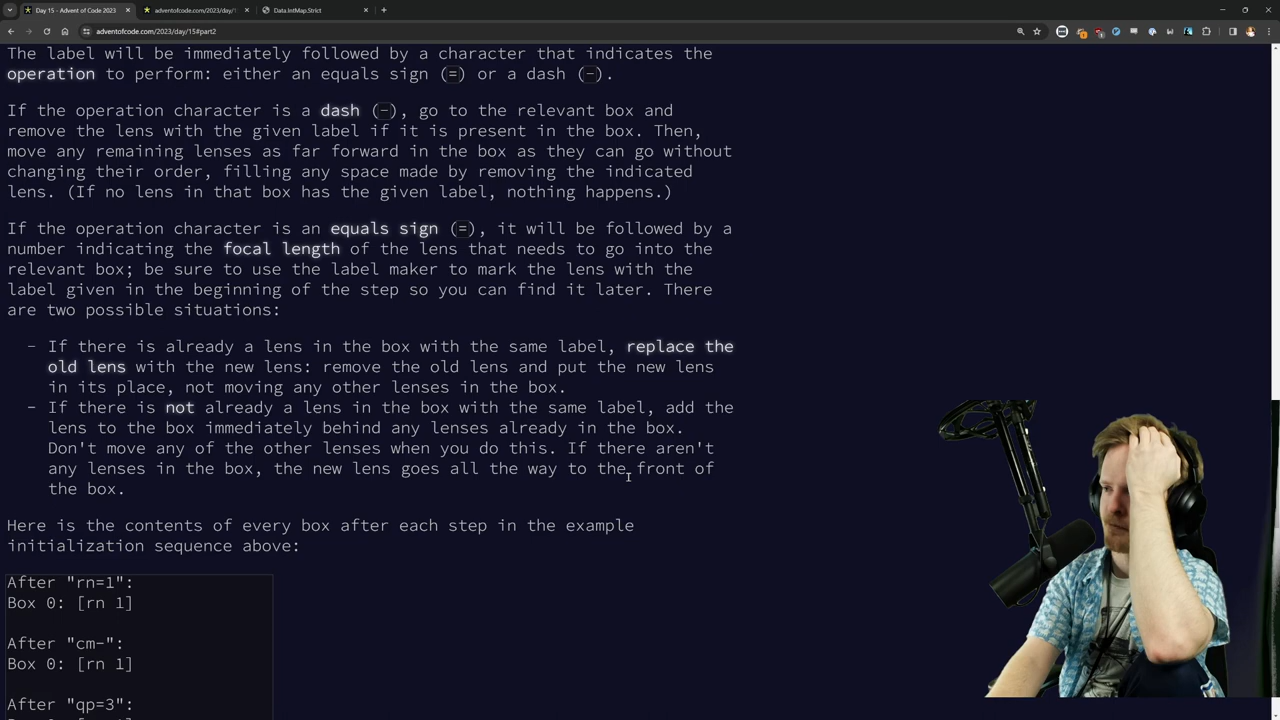 Day 15 - Advent of Code 2023
adventofcode.com/2023/day/1
Data.IntMap.Strict
adventofcode.com/2023/day/15#part2
The label will be immediately followed by a character that indicates the
operation to perform: either an equals sign (=) or a dash (-).
If the operation character is a dash (-), go to the relevant box and
remove the lens with the given label if it is present in the box. Then,
move any remaining lenses as far forward in the box as they can go without
changing their order, filling any space made by removing the indicated
lens. (If no lens in that box has the given label, nothing happens.)
If the operation character is an equals sign (=), it will be followed by a
number indicating the focal length of the lens that needs to go into the
relevant box; be sure to use the label maker to mark the lens with the
label given in the beginning of the step so you can find it later. There
are two possible situations:
- If there is already a lens in the box with the same label, replace the
old lens with the new lens: remove the old lens and put the new lens
in its place, not moving any other lenses in the box.
- If there is not already a lens in the box with the same label, add the
lens to the box immediately behind any lenses already in the box.
Don't move any of the other lenses when you do this. If there aren't
any lenses in the box, the new lens goes all the way to the front of
the box.
Here is the contents of every box after each step in the example
initialization sequence above:
After "rn=1":
Box 0: [rn 1]
After "cm-":
Box 0: [rn 1]
After "qp=3":